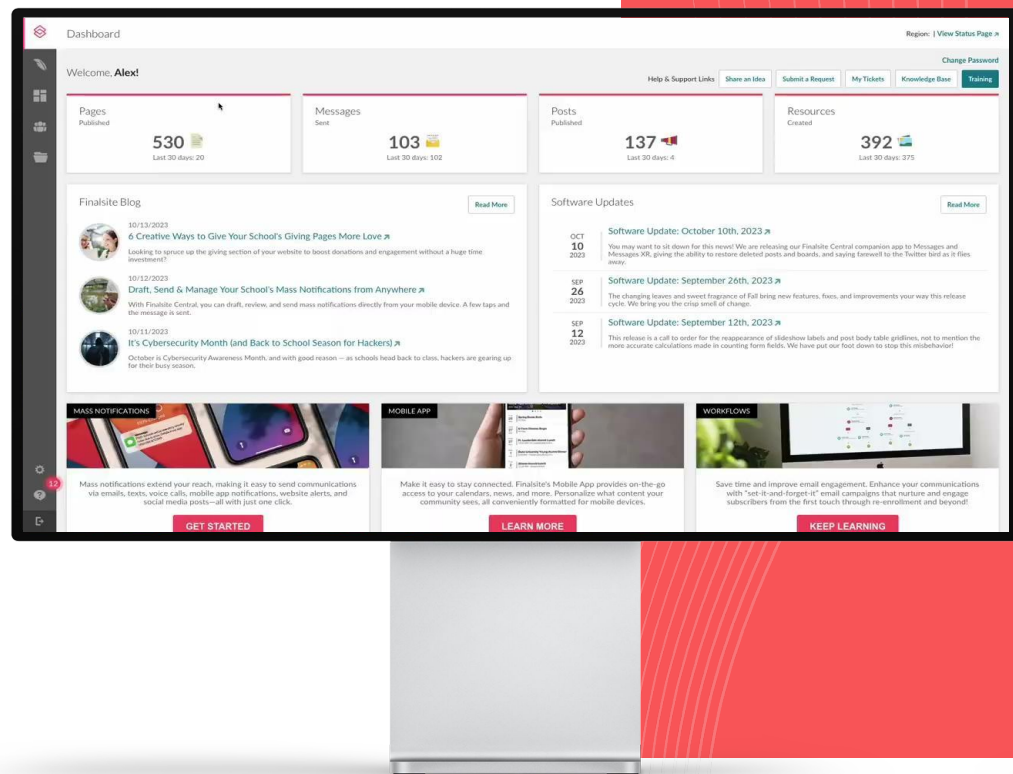 Dashboard
Region: | View Status Page
Change Password
Welcome, Alex!
Help & Support Links
Share an Idea
Submit a Request
My Tickets
Knowledge Base
Training
Pages
Published
530
Last 30 days: 20
Messages
Sent
103
Last 30 days: 102
Posts
Published
137
Last 30 days: 4
Resources
Created
392
Last 30 days: 375
Finalsite Blog
Read More
10/13/2023
6 Creative Ways to Give Your School's Giving Pages More Love
Looking to spruce up the giving section of your website to boost donations and engagement without a huge time
investment?
10/12/2023
Draft, Send & Manage Your School's Mass Notifications from Anywhere
With Finalsite Central, you can draft, review, and send mass notifications directly from your mobile device. A few taps and
the message is sent.
10/11/2023
It's Cybersecurity Month (and Back to School Season for Hackers)
October is Cybersecurity Awareness Month, and with good reason — as schools head back to class, hackers are gearing up
for their busy season.
Software Updates
Read More
OCT
10
2023
Software Update: October 10th, 2023
You may want to sit down for this news! We are releasing our Finalsite Central companion app to Messages and
Messages XR, giving the ability to restore deleted posts and boards, and saying farewell to the Twitter bird as it flies
away.
SEP
26
2023
Software Update: September 26th, 2023
The changing leaves and sweet fragrance of Fall bring new features, fixes, and improvements your way this release
cycle. We bring you the crisp smell of change.
SEP
12
2023
Software Update: September 12th, 2023
This release is a call to order for the reappearance of slideshow labels and post body table gridlines, not to mention the
more accurate calculations made in counting form fields. We have put our foot down to stop this misbehavior!
12
MASS NOTIFICATIONS
Mass notifications extend your reach, making it easy to send communications
via emails, texts, voice calls, mobile app notifications, website alerts, and
social media posts—all with just one click.
GET STARTED
MOBILE APP
Make it easy to stay connected. Finalsite's Mobile App provides on-the-go
access to your calendars, news, and more. Personalize what content your
community sees, all conveniently formatted for mobile devices.
LEARN MORE
WORKFLOWS
Save time and improve email engagement. Enhance your communications
with "set-it-and-forget-it" email campaigns that nurture and engage
subscribers from the first touch through re-enrollment and beyond!
KEEP LEARNING